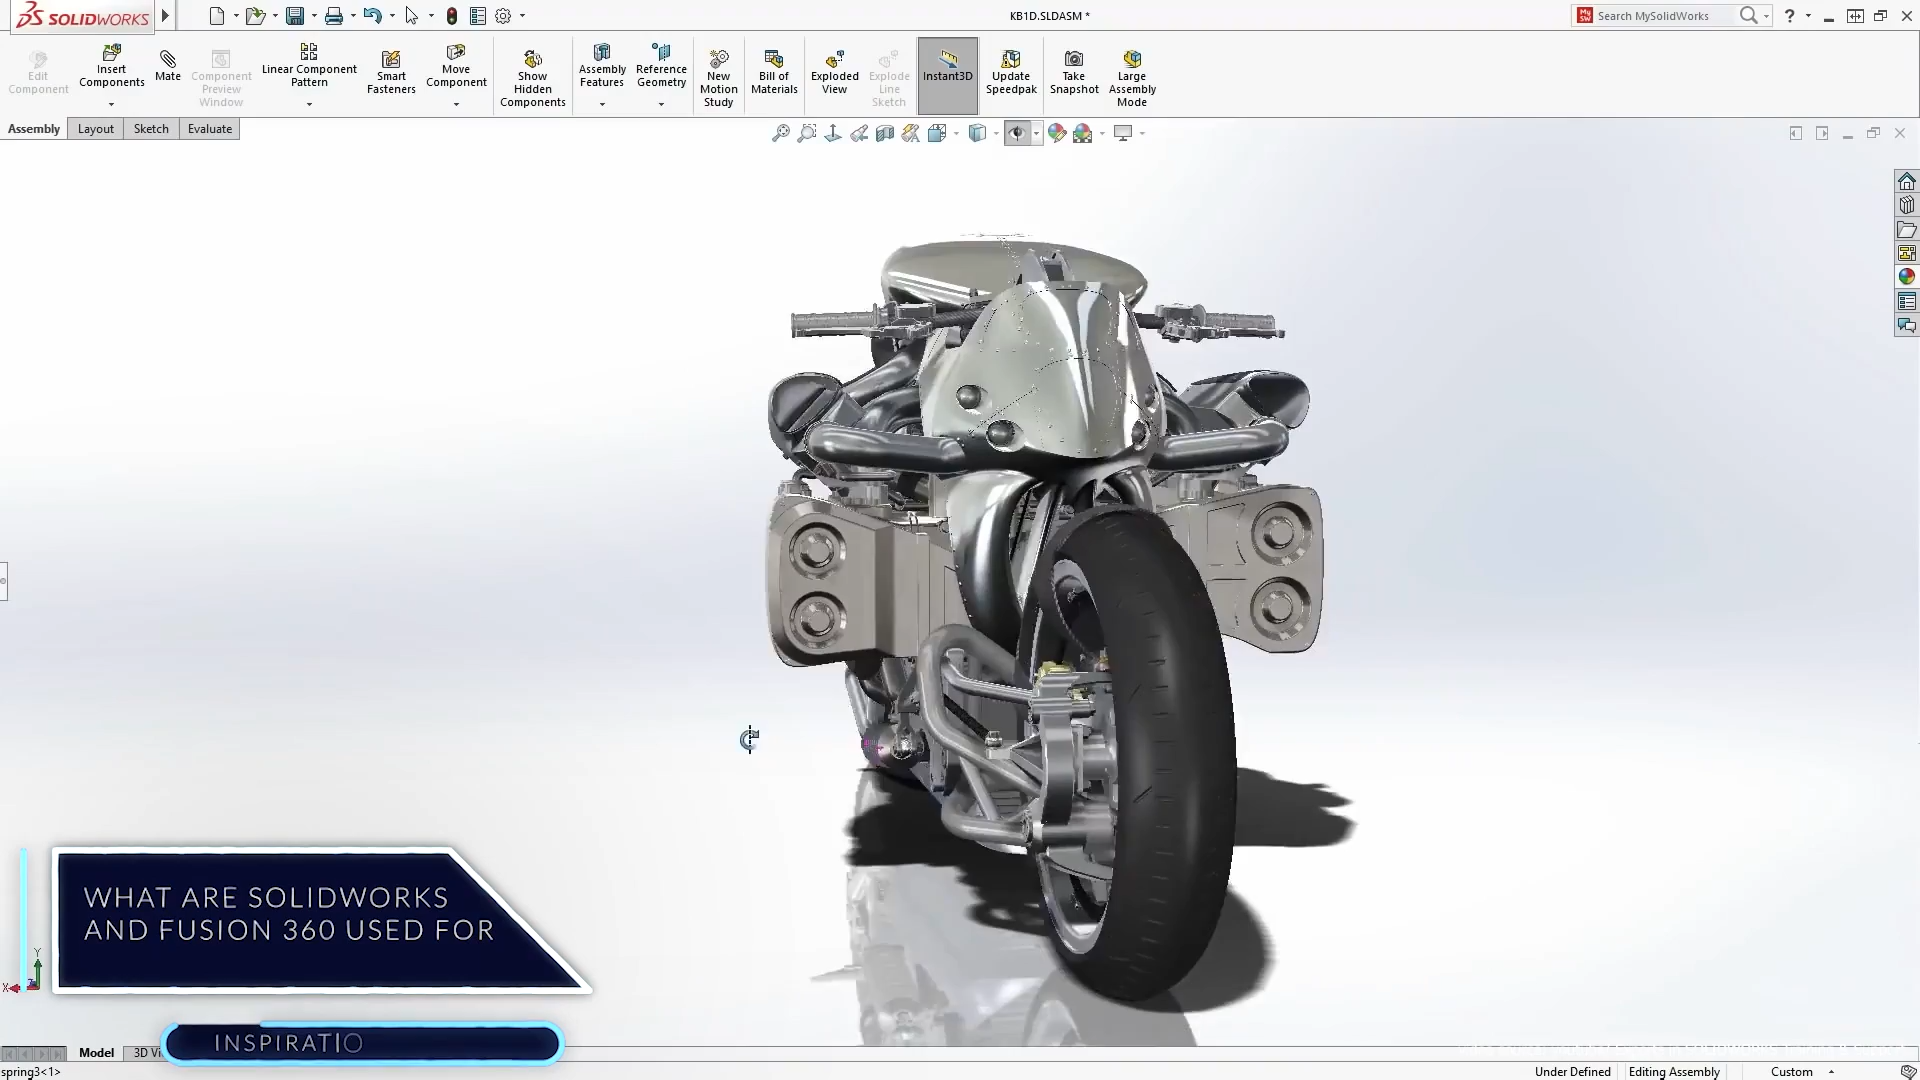 SOLIDWORKS
KB1D.SLDASM *
Search MySolidWorks
Edit Component
Insert Components
Mate
Component Preview Window
Linear Component Pattern
Smart Fasteners
Move Component
Show Hidden Components
Assembly Features
Reference Geometry
New Motion Study
Bill of Materials
Exploded View
Explode Line Sketch
Instant3D
Update Speedpak
Take Snapshot
Large Assembly Mode
Assembly
Layout
Sketch
Evaluate
WHAT ARE SOLIDWORKS
AND FUSION 360 USED FOR
INSPIRATIO
Model
3D Vi
spring3<1>
Under Defined
Editing Assembly
Custom